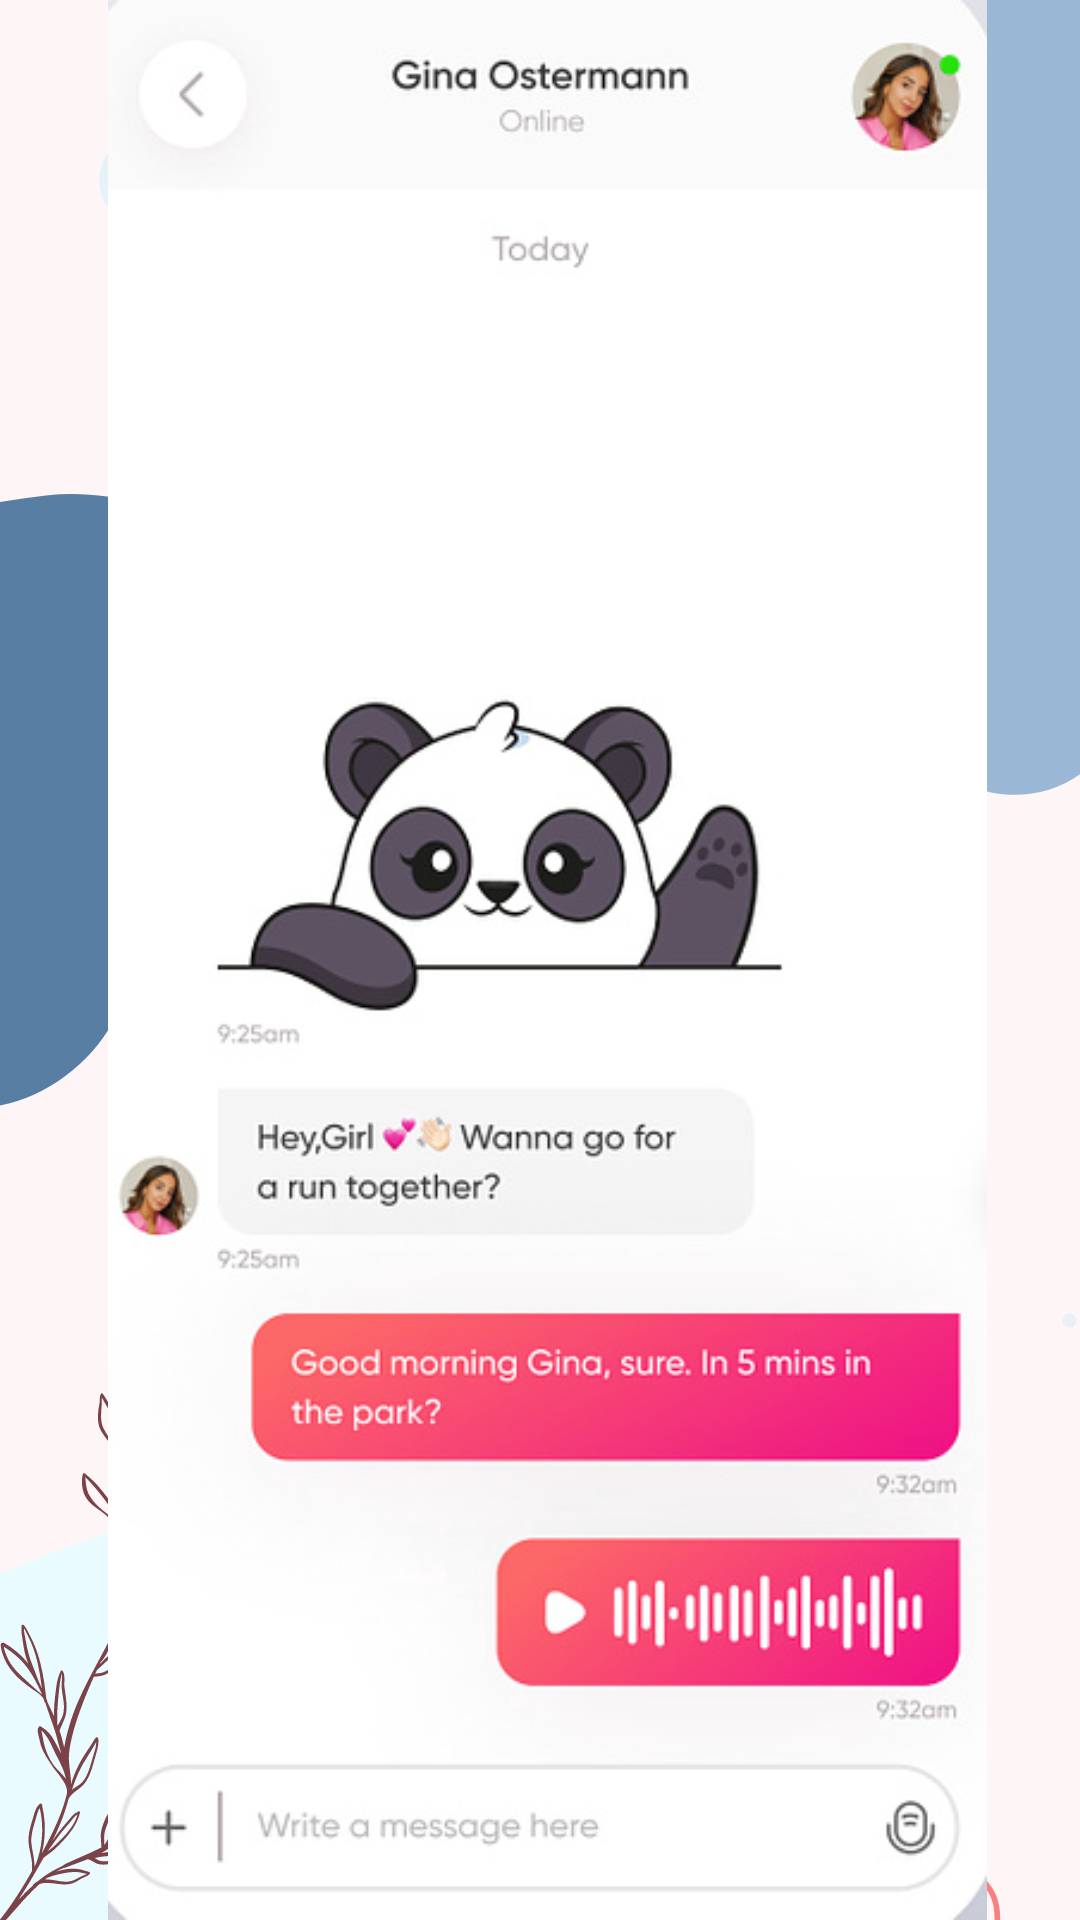 Gina Ostermann
Online
Today
9:25am
Hey,Girl 💕👋🏻 Wanna go for
a run together?
9:25am
Good morning Gina, sure. In 5 mins in
the park?
9:32am
9:32am
Write a message here